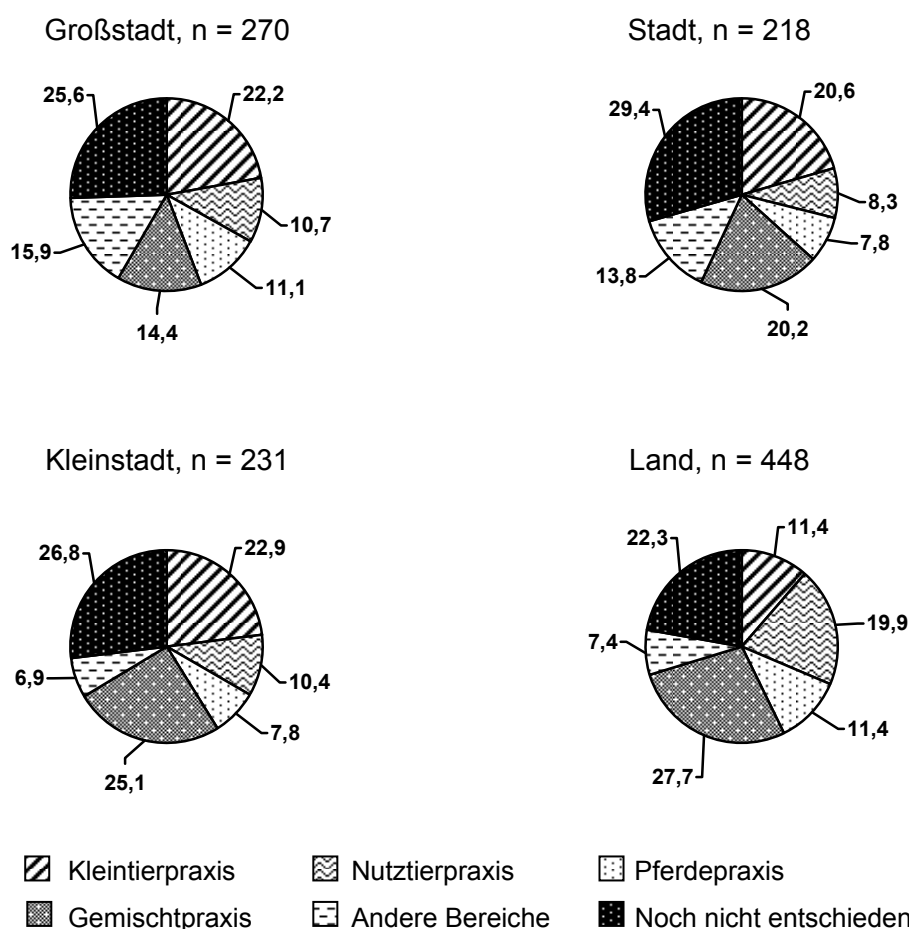 Großstadt, n = 270
Stadt, n = 218
25,6
22,2
10,7
11,1
14,4
15,9
29,4
20,6
8,3
7,8
20,2
13,8
Kleinstadt, n = 231
Land, n = 448
26,8
22,9
10,4
7,8
25,1
6,9
22,3
11,4
19,9
11,4
27,7
7,4
Kleintierpraxis
Nutztierpraxis
Pferdepraxis
Gemischtpraxis
Andere Bereiche
Noch nicht entschieden